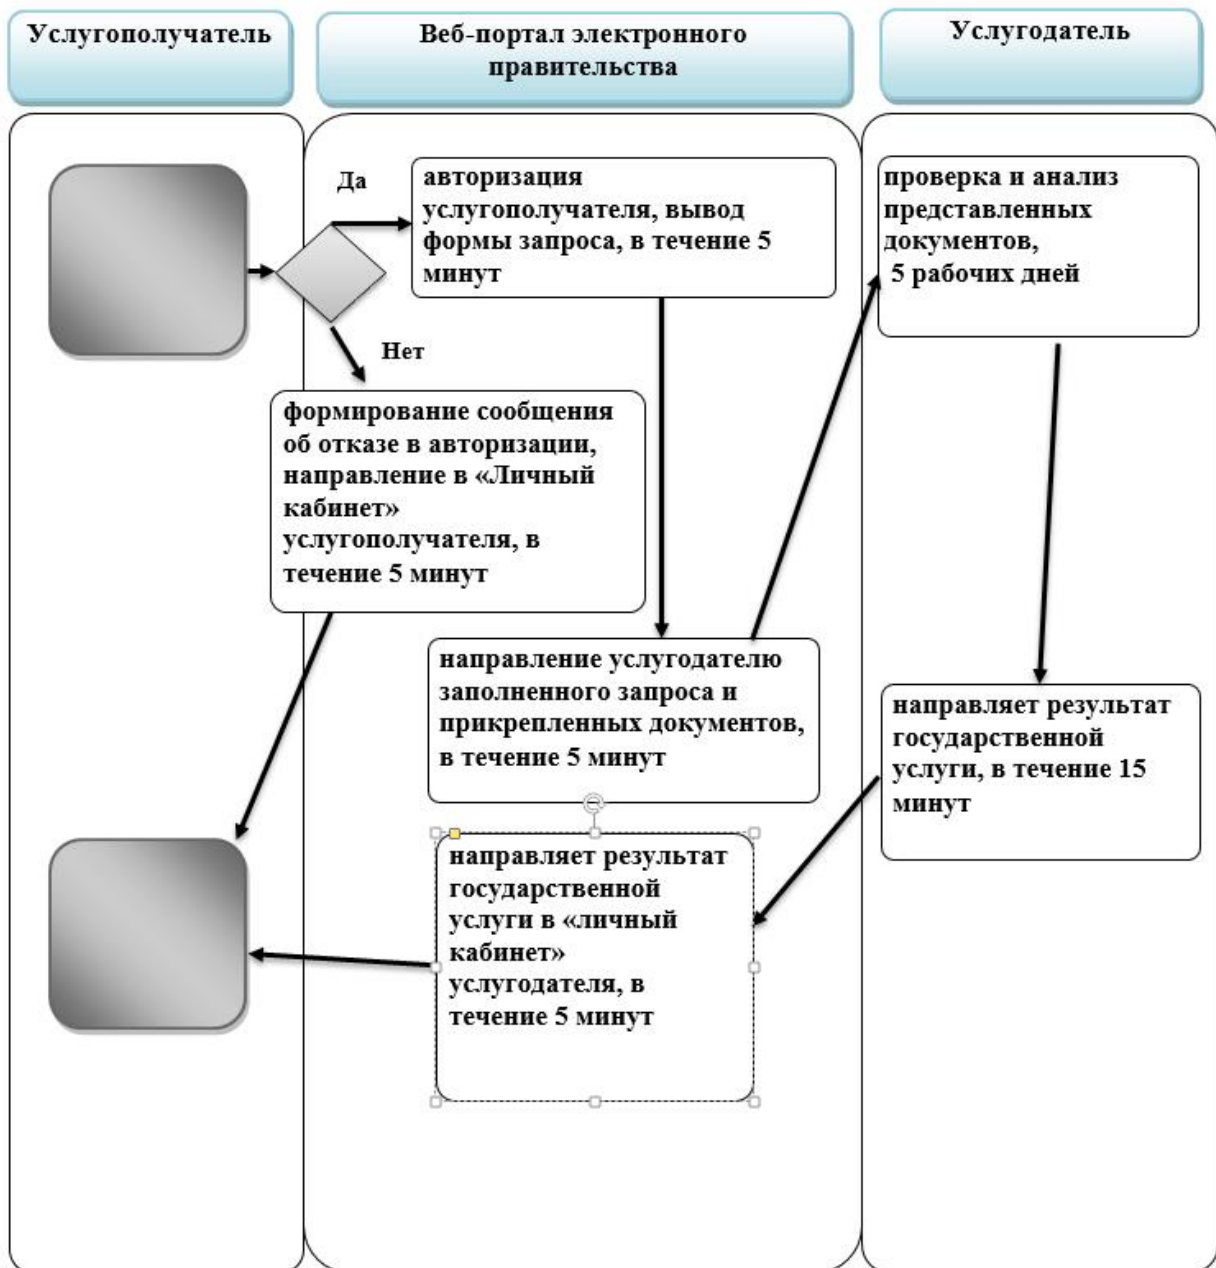 Услугополучатель
Веб-портал электронного
правительства
Услугодатель
Да
авторизация
услугополучателя, вывод
формы запроса, в течение 5
минут
проверка и анализ
представленных
документов,
5 рабочих дней
Нет
формирование сообщения
об отказе в авторизации,
направление в «Личный
кабинет»
услугополучателя, в
течение 5 минут
направление услугодателю
заполненного запроса и
прикрепленных документов,
в течение 5 минут
направляет результат
государственной
услуги, в течение 15
минут
направляет результат
государственной
услуги в «личный
кабинет»
услугодателя, в
течение 5 минут